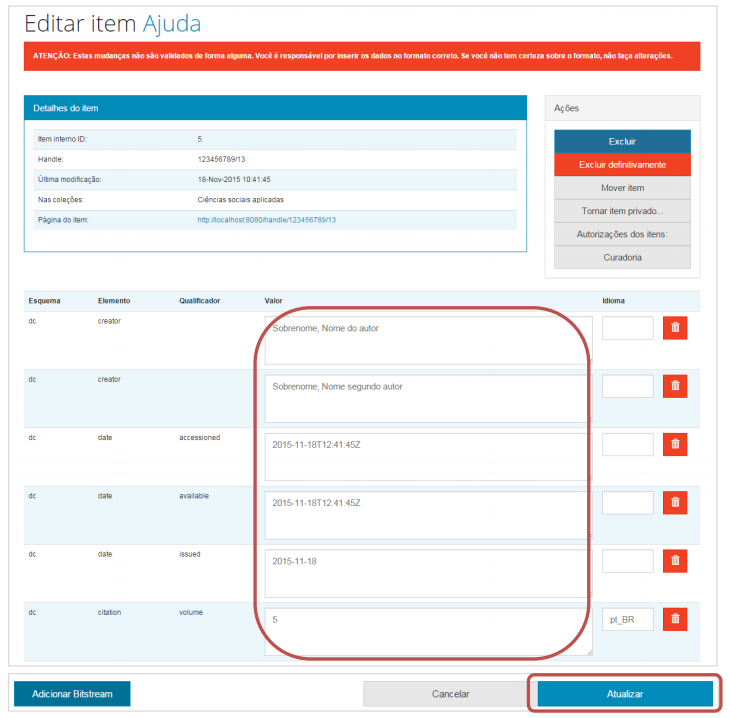 Editar item Ajuda
ATENÇÃO: Estas mudanças não são validados de forma alguma. Você é responsável por inserir os dados no formato correto. Se você não tem certeza sobre o formato, não faça alterações.
Detalhes do item
Item interno ID: 5
Handle: 123456789/13
Última modificação: 18-Nov-2015 10:41:45
Nas coleções: Ciências sociais aplicadas
Página do item: http://localhost:8080/handle/123456789/13
Ações
Excluir
Excluir definitivamente
Mover item
Tornar item privado...
Autorizações dos itens:
Curadoria
Esquema Elemento Qualificador Valor Idioma
dc creator Sobrenome, Nome do autor
dc creator Sobrenome, Nome segundo autor
dc date accessioned 2015-11-18T12:41:45Z
dc date available 2015-11-18T12:41:45Z
dc date issued 2015-11-18
dc citation volume 5 pt_BR
Adicionar Bitstream Cancelar Atualizar